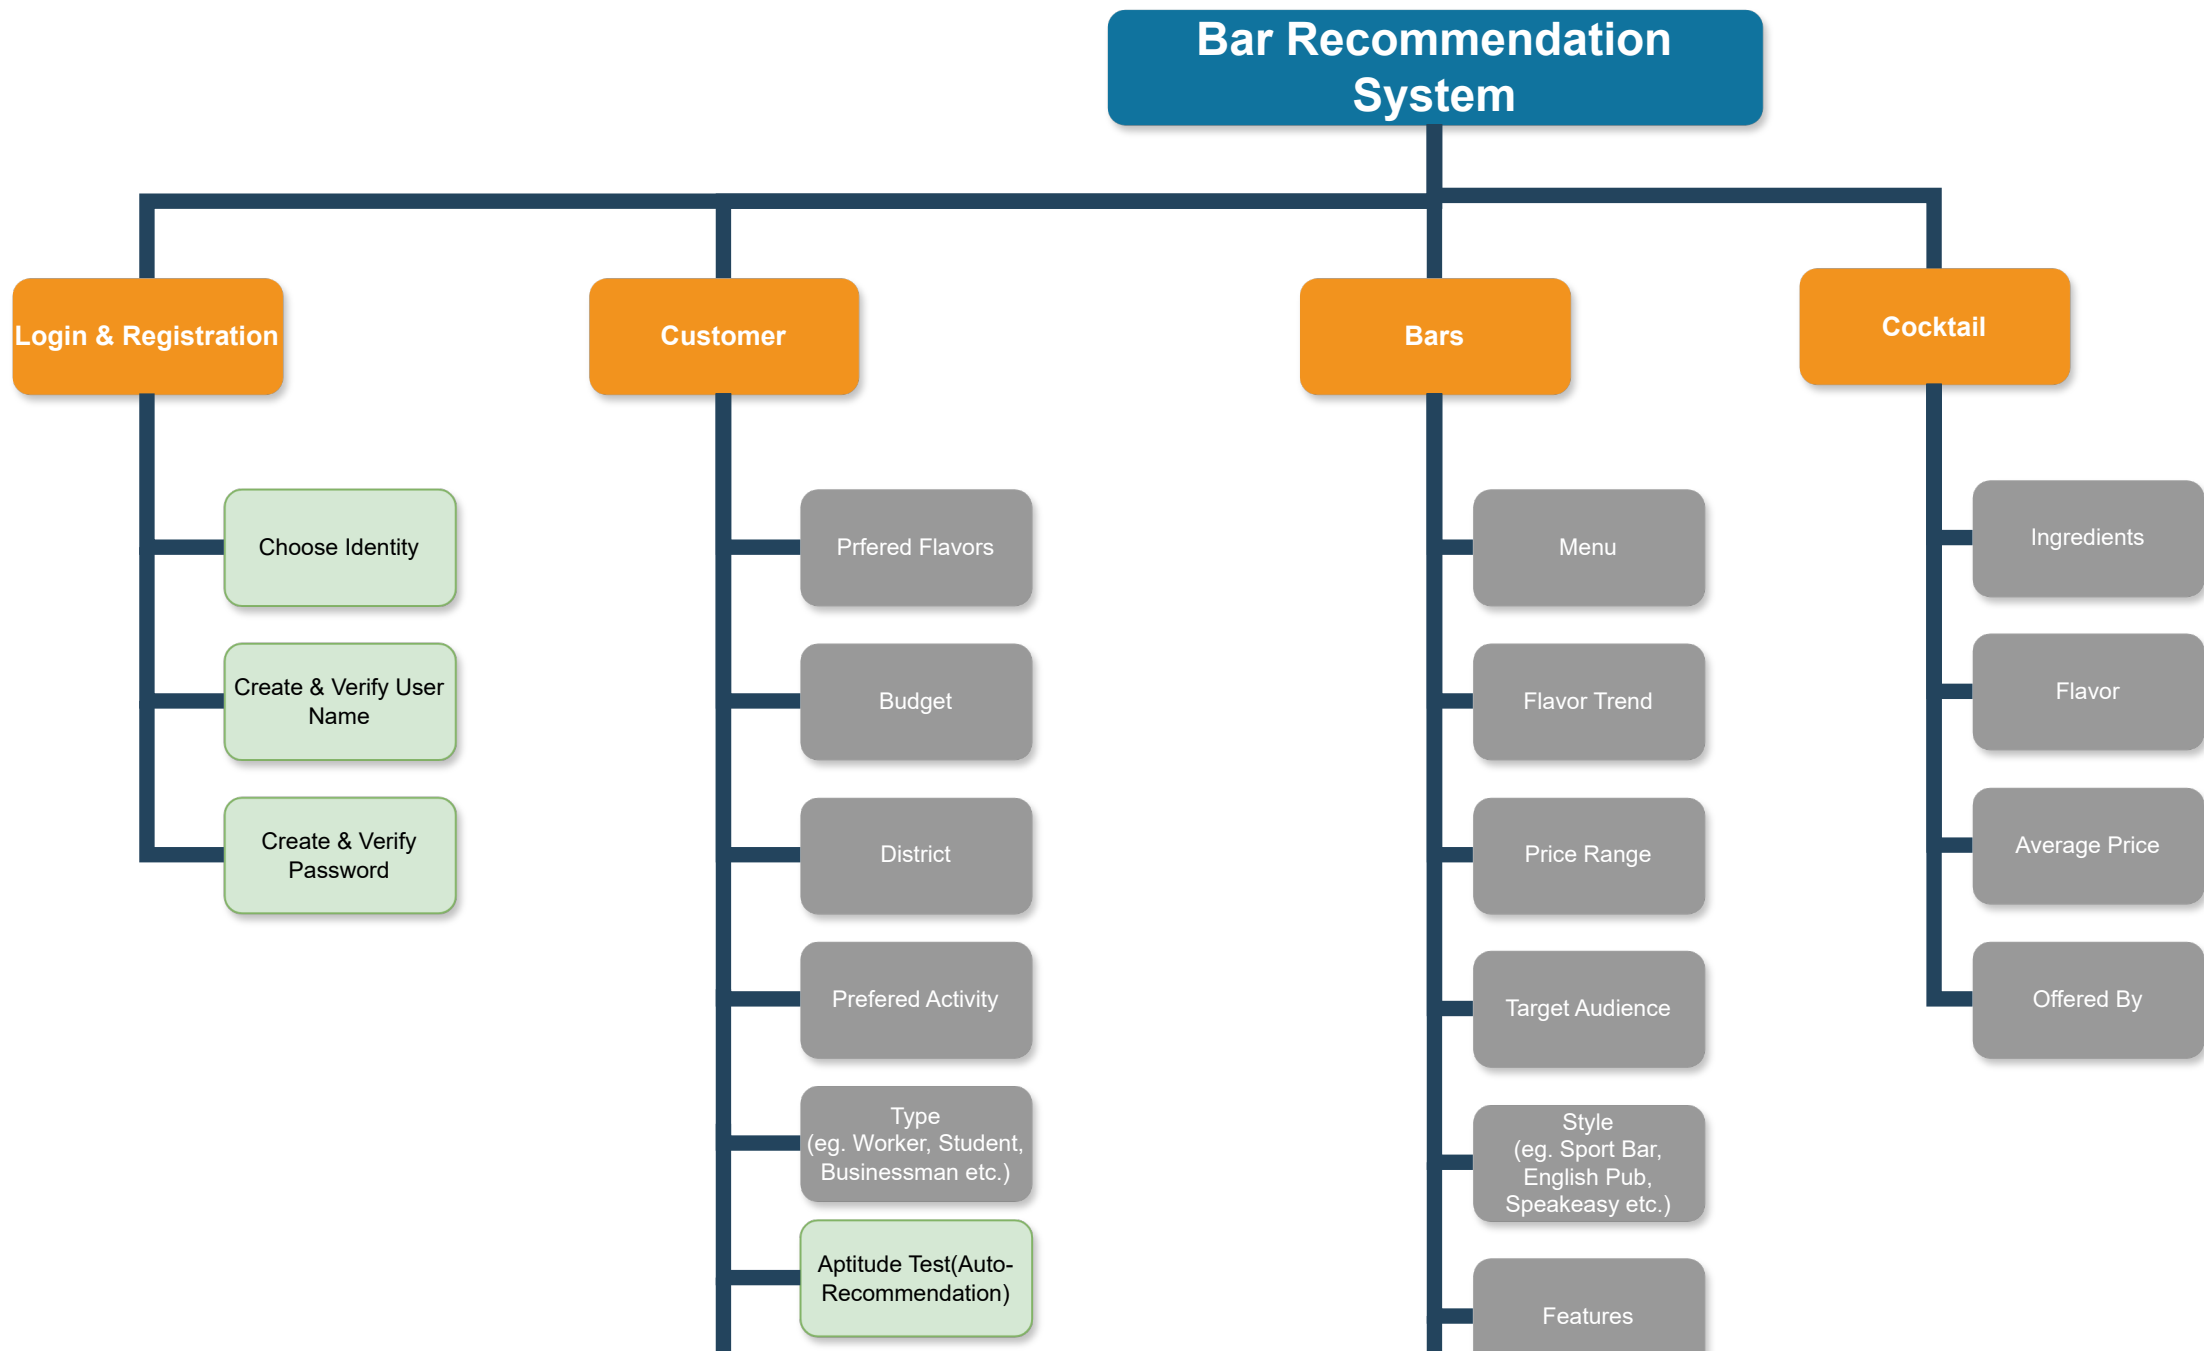 Bar Recommendation
System
Login & Registration
Customer
Bars
Cocktail
Choose Identity
Create & Verify User
Name
Create & Verify
Password
Prfered Flavors
Budget
District
Prefered Activity
Type
(eg. Worker, Student,
Businessman etc.)
Aptitude Test(Auto-
Recommendation)
Menu
Flavor Trend
Price Range
Target Audience
Style
(eg. Sport Bar,
English Pub,
Speakeasy etc.)
Features
Ingredients
Flavor
Average Price
Offered By